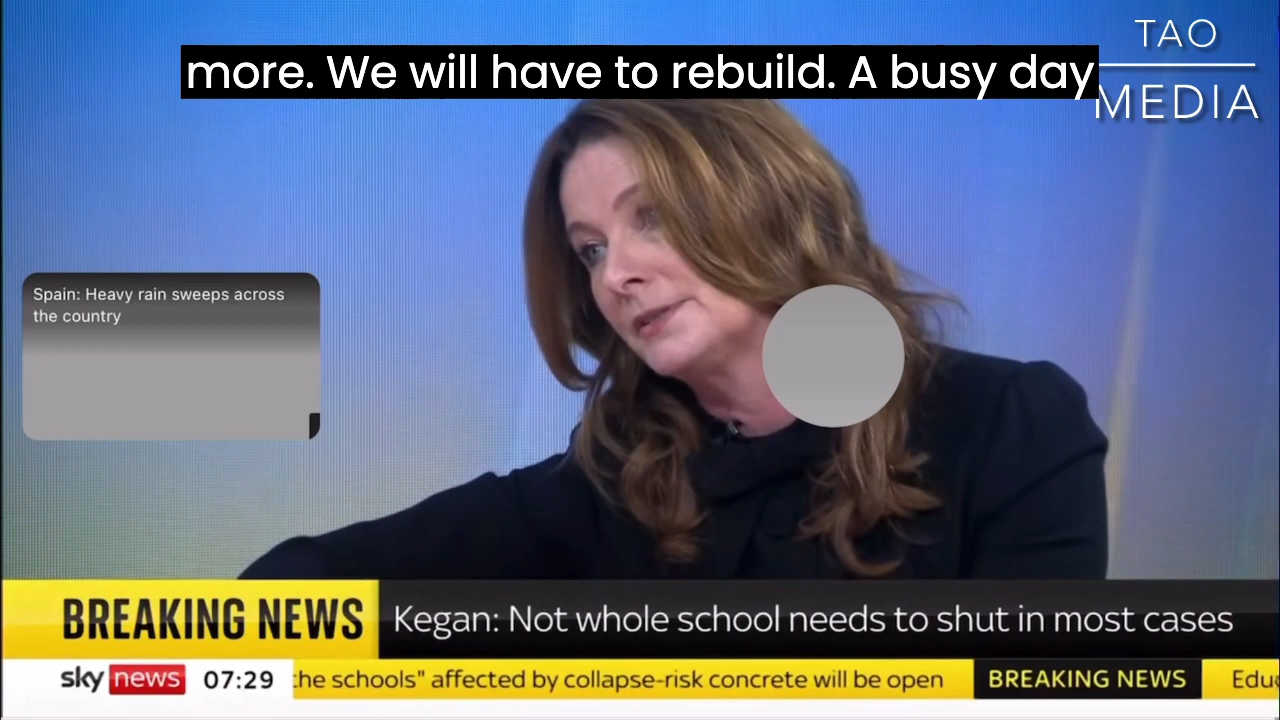 TAO
MEDIA
more. We will have to rebuild. A busy day
Spain: Heavy rain sweeps across
the country
BREAKING NEWS
Kegan: Not whole school needs to shut in most cases
sky news 07:29 the schools" affected by collapse-risk concrete will be open BREAKING NEWS